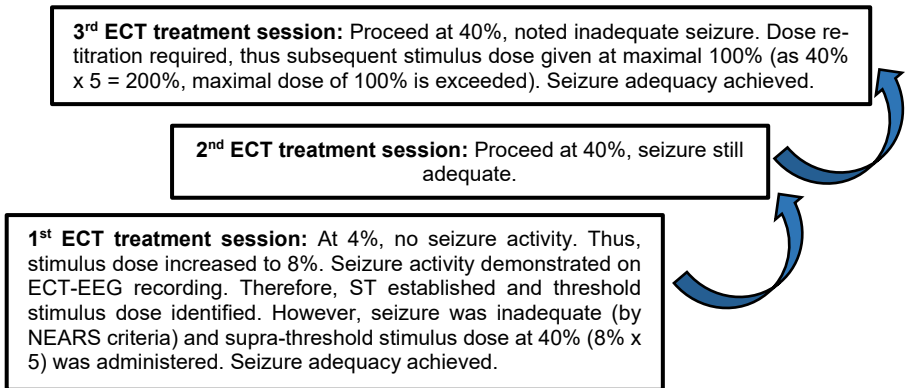 3rd ECT treatment session: Proceed at 40%, noted inadequate seizure. Dose re-
titration required, thus subsequent stimulus dose given at maximal 100% (as 40%
x 5 = 200%, maximal dose of 100% is exceeded). Seizure adequacy achieved.
2nd ECT treatment session: Proceed at 40%, seizure still
adequate.
1st ECT treatment session: At 4%, no seizure activity. Thus,
stimulus dose increased to 8%. Seizure activity demonstrated on
ECT-EEG recording. Therefore, ST established and threshold
stimulus dose identified. However, seizure was inadequate (by
NEARS criteria) and supra-threshold stimulus dose at 40% (8% x
5) was administered. Seizure adequacy achieved.